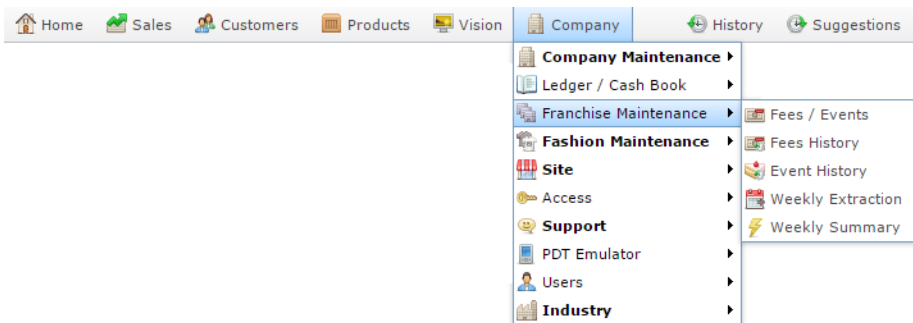 Home Sales Customers Products Vision Company History Suggestions
Company Maintenance
Ledger / Cash Book
Franchise Maintenance
Fees / Events
Fashion Maintenance
Fees History
Site
Event History
Access
Weekly Extraction
Support
Weekly Summary
PDT Emulator
Users
Industry